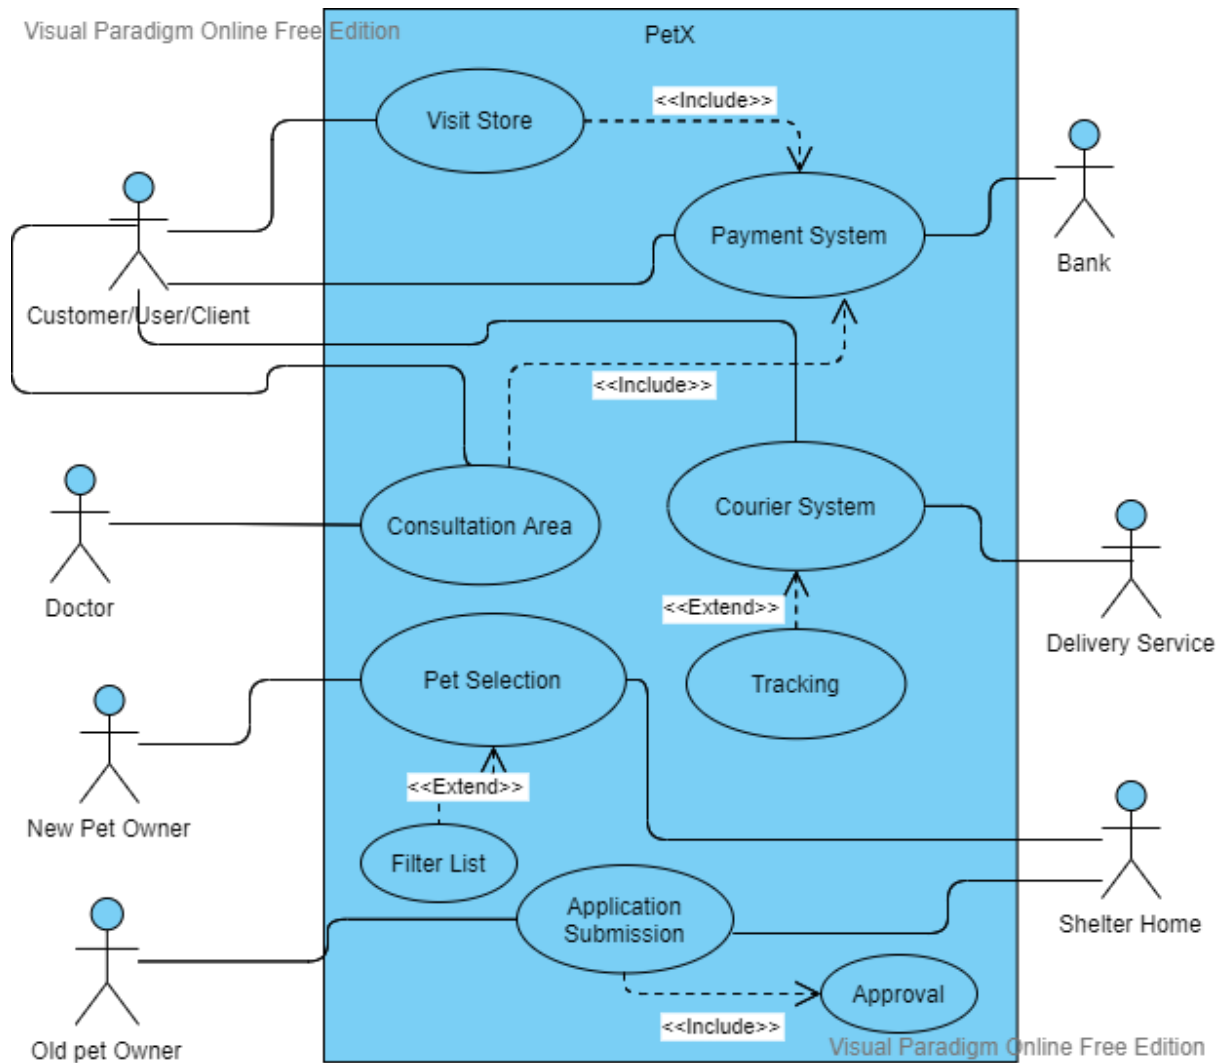 Visual Paradigm Online Free Edition
PetX
Visit Store
<<Include>>
Payment System
Bank
Customer/User/Client
<<Include>>
Consultation Area
Courier System
Doctor
<<Extend>>
Delivery Service
Pet Selection
Tracking
<<Extend>>
New Pet Owner
Filter List
Application
Submission
Shelter Home
Approval
<<Include>>
Old pet Owner
Visual Paradigm Online Free Edition